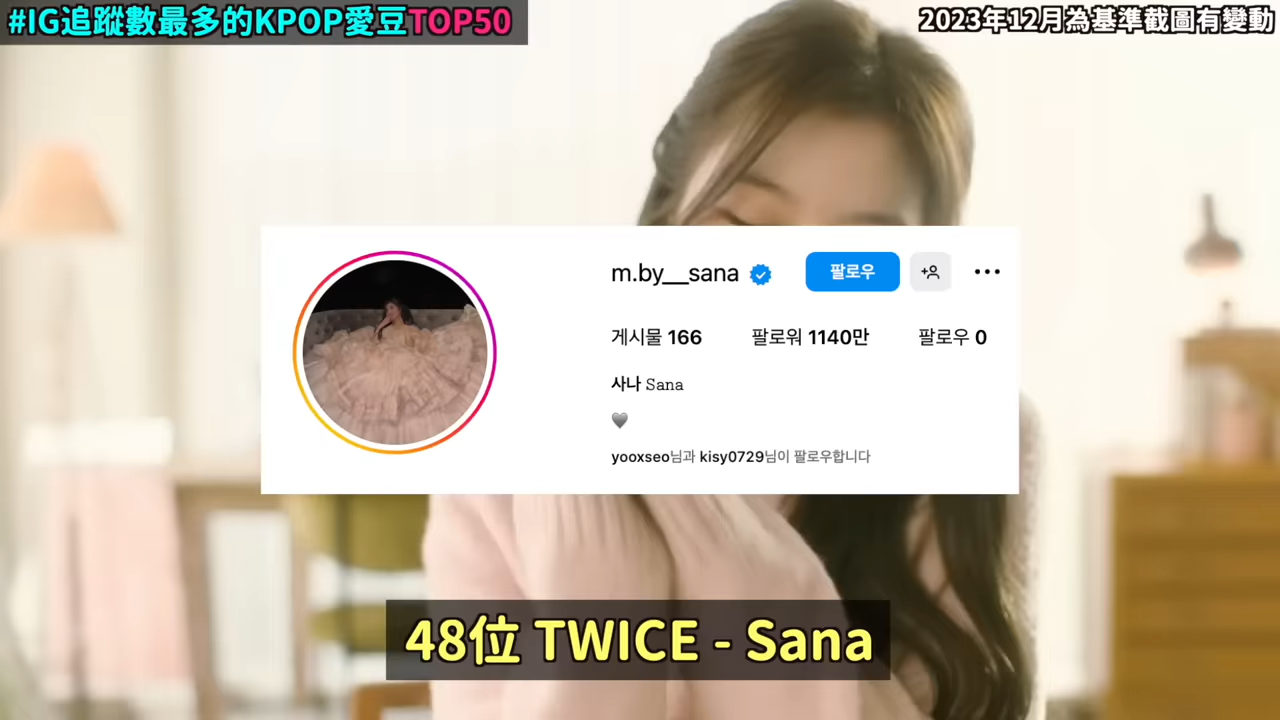 #IG追蹤數最多的KPOP愛豆TOP50
2023年12月為基準截圖有變動
m.by__sana
팔로우
게시물 166
팔로워 1140만
팔로우 0
사나 Sana
yooxseo님과 kisy0729님이 팔로우합니다
48位 TWICE - Sana